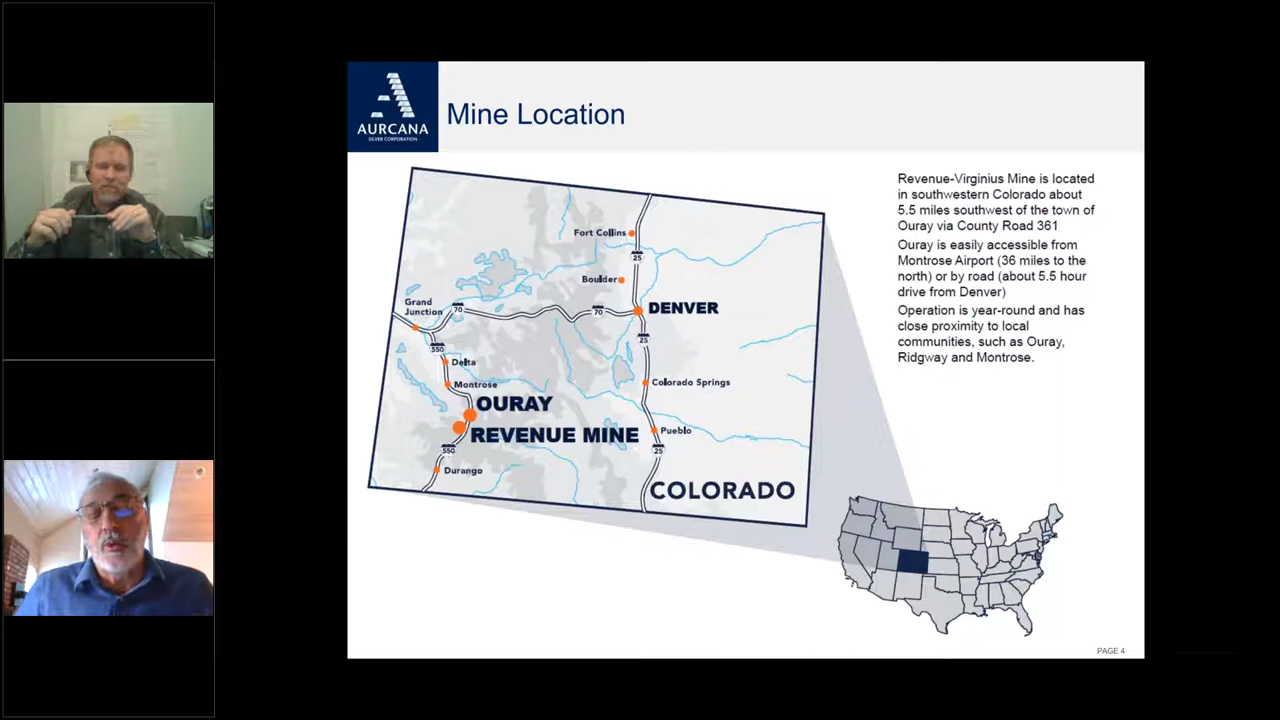 AURCANA
SILVER CORPORATION
Mine Location
Revenue-Virginius Mine is located
in southwestern Colorado about
5.5 miles southwest of the town of
Ouray via County Road 361
Ouray is easily accessible from
Montrose Airport (36 miles to the
north) or by road (about 5.5 hour
drive from Denver)
Operation is year-round and has
close proximity to local
communities, such as Ouray,
Ridgway and Montrose.
Fort Collins
25
Boulder
Grand
Junction
70
70
DENVER
25
550
Delta
Montrose
Colorado Springs
OURAY
REVENUE MINE
Pueblo
550
25
Durango
COLORADO
PAGE 4